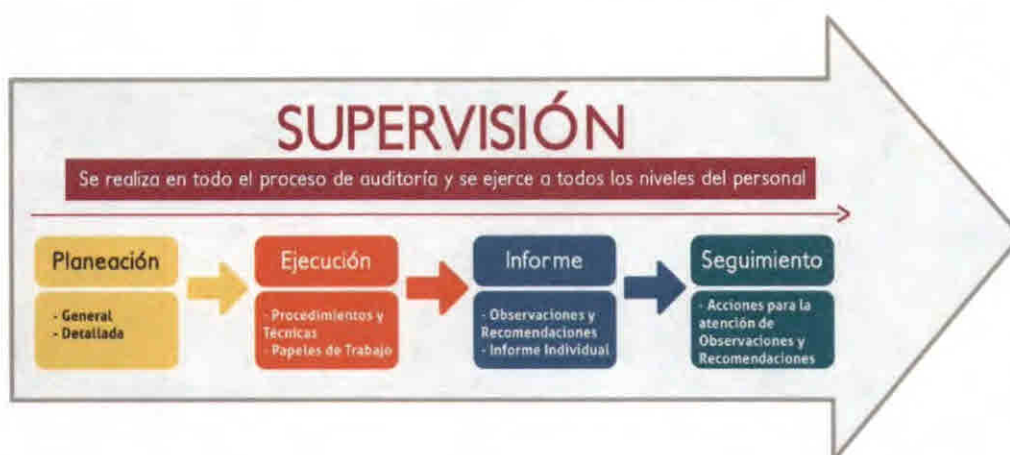 SUPERVISIÓN
Se realiza en todo el proceso de auditoría y se ejerce a todos los niveles del personal
Planeación
- General
- Detallada
Ejecución
- Procedimientos y
Técnicas
- Papeles de Trabajo
Informe
- Observaciones y
Recomendaciones
- Informe Individual
Seguimiento
- Acciones para la
atención de
Observaciones y
Recomendaciones